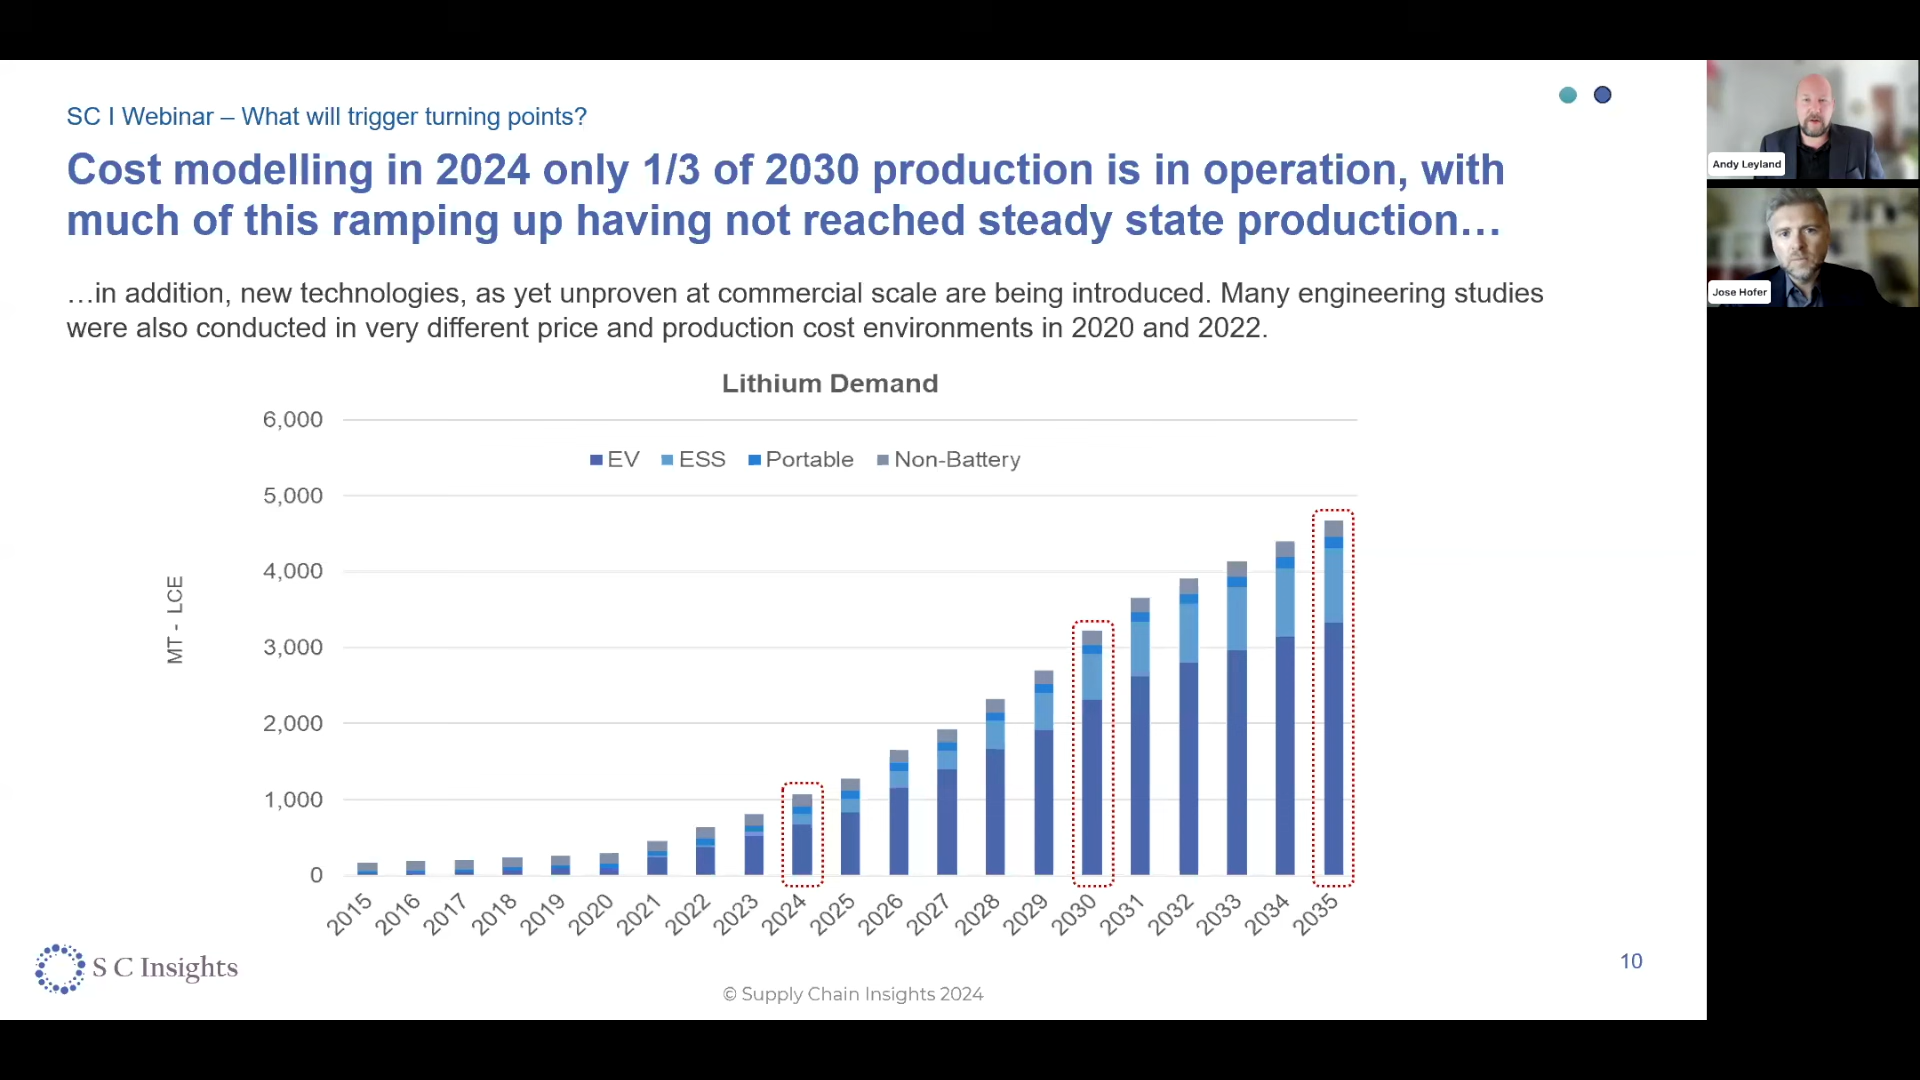 SC I Webinar – What will trigger turning points?
Cost modelling in 2024 only 1/3 of 2030 production is in operation, with
much of this ramping up having not reached steady state production…
…in addition, new technologies, as yet unproven at commercial scale are being introduced. Many engineering studies
were also conducted in very different price and production cost environments in 2020 and 2022.
Lithium Demand
6,000
EV ESS Portable Non-Battery
5,000
4,000
MT - LCE
3,000
2,000
1,000
0
2015 2016 2017 2018 2019 2020 2021 2022 2023 2024 2025 2026 2027 2028 2029 2030 2031 2032 2033 2034 2035
S C Insights
10
© Supply Chain Insights 2024
Andy Leyland
Jose Hofer